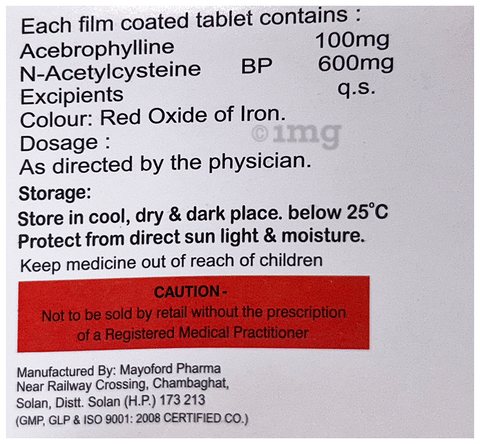 Each film coated tablet contains :
Acebrophylline 100mg
N-Acetylcysteine BP 600mg
Excipients q.s.
Colour: Red Oxide of Iron.
1mg
Dosage :
As directed by the physician.
Storage:
Store in cool, dry & dark place. below 25°C
Protect from direct sun light & moisture.
Keep medicine out of reach of children
CAUTION -
Not to be sold by retail without the prescription
of a Registered Medical Practitioner
Manufactured By: Mayoford Pharma
Near Railway Crossing, Chambaghat,
Solan, Distt. Solan (H.P.) 173 213
(GMP, GLP & ISO 9001: 2008 CERTIFIED CO.)